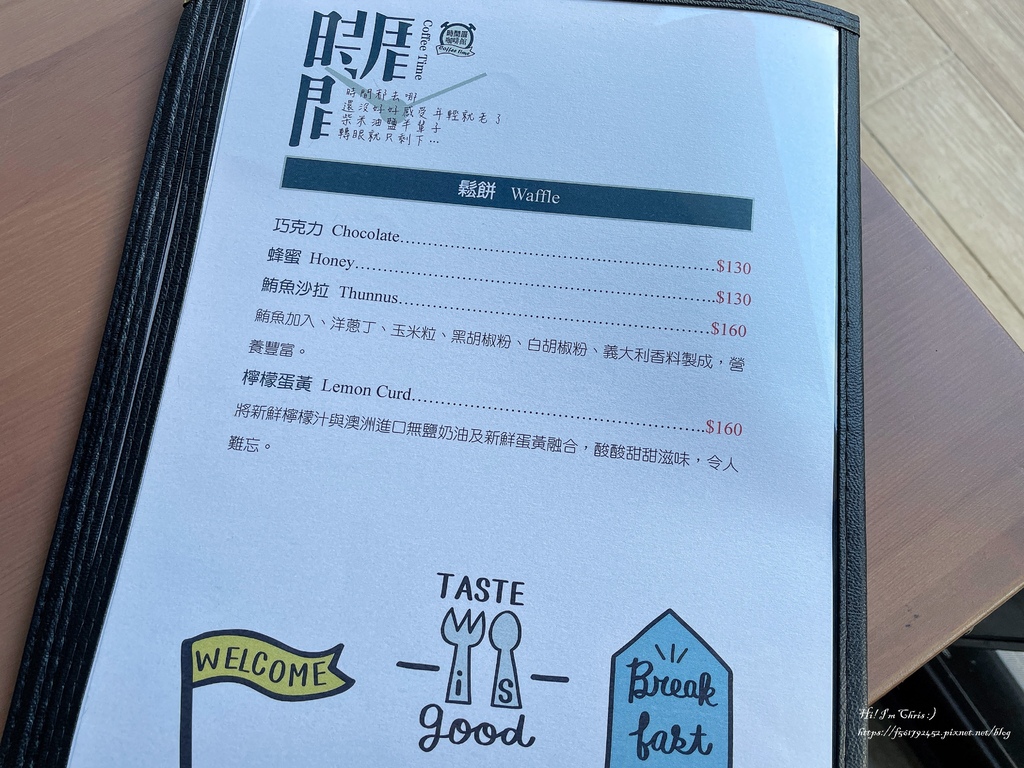 時厝間
Coffee Time
時間厝
咖啡館
Coffee time
時間都去哪
還沒好好感受年輕就老了
柴米油鹽半輩子
轉眼就只剩下…
鬆餅 Waffle
巧克力 Chocolate……………………………………………$130
蜂蜜 Honey……………………………………………………$130
鮪魚沙拉 Thunnus……………………………………………$160
鮪魚加入、洋蔥丁、玉米粒、黑胡椒粉、白胡椒粉、義大利香料製成，營
養豐富。
檸檬蛋黃 Lemon Curd…………………………………………$160
將新鮮檸檬汁與澳洲進口無鹽奶油及新鮮蛋黃融合，酸酸甜甜滋味，令人
難忘。
WELCOME
TASTE
is
good
Break
fast
Hi! I'm Chris :)
https://f561792452.pixnet.net/blog